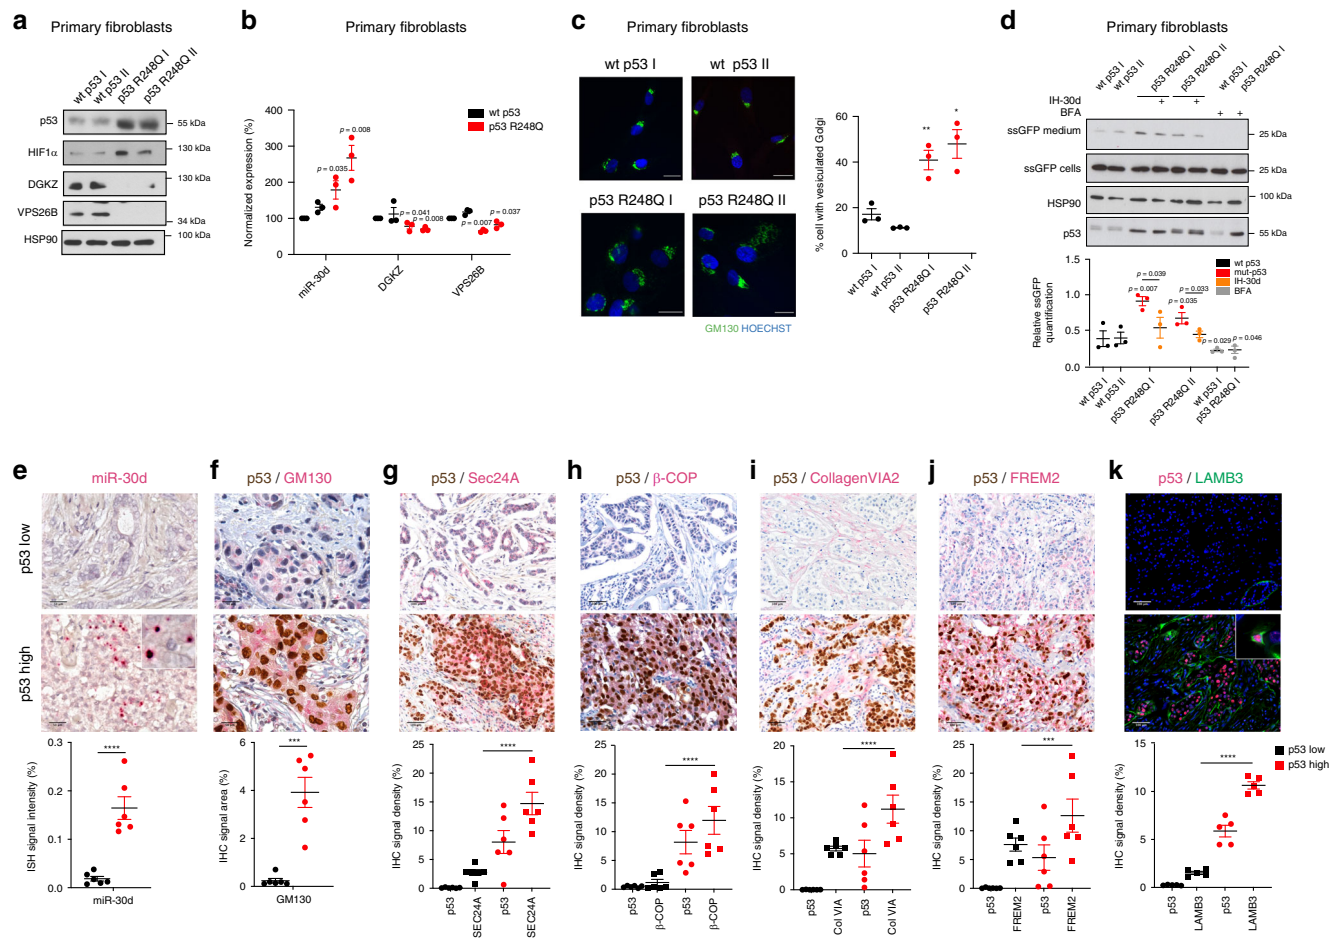 a
Primary fibroblasts
wt p53 I
wt p53 II
p53 R248Q I
p53 R248Q II
p53
55 kDa
HIF1α
130 kDa
DGKZ
130 kDa
VPS26B
34 kDa
HSP90
100 kDa
b
Primary fibroblasts
wt p53
p53 R248Q
Normalized expression (%)
400
300
200
100
0
p = 0.008
p = 0.035
p = 0.041
p = 0.008
p = 0.007
p = 0.037
miR-30d
DGKZ
VPS26B
c
Primary fibroblasts
wt p53 I
wt p53 II
p53 R248Q I
p53 R248Q II
GM130 HOECHST
% cell with vesiculated Golgi
60
40
20
0
**
*
wt p53 I
wt p53 II
p53 R248Q I
p53 R248Q II
d
Primary fibroblasts
wt p53 I
wt p53 II
p53 R248Q I
p53 R248Q II
wt p53 I
p53 R248Q I
IH-30d + +
BFA + +
ssGFP medium
25 kDa
ssGFP cells
25 kDa
HSP90
100 kDa
p53
55 kDa
wt p53
mut-p53
IH-30d
BFA
Relative ssGFP
quantification
1.5
1.0
0.5
0.0
p = 0.039
p = 0.007
p = 0.033
p = 0.035
p = 0.029
p = 0.046
wt p53 I
wt p53 II
p53 R248Q I
p53 R248Q II
wt p53 I
p53 R248Q I
e
miR-30d
p53 low
p53 high
ISH signal intensity (%)
0.3
0.2
0.1
0.0
****
miR-30d
f
p53 / GM130
IHC signal area (%)
6
4
2
0
***
GM130
g
p53 / Sec24A
IHC signal density (%)
25
20
15
10
5
0
****
p53
SEC24A
p53
SEC24A
h
p53 / β-COP
IHC signal density (%)
25
20
15
10
5
0
****
p53
β-COP
p53
β-COP
i
p53 / CollagenVIA2
IHC signal density (%)
20
15
10
5
0
****
p53
Col VIA
p53
Col VIA
j
p53 / FREM2
IHC signal density (%)
25
20
15
10
5
0
***
p53
FREM2
p53
FREM2
k
p53 / LAMB3
IHC signal density (%)
15
10
5
0
****
p53 low
p53 high
p53
LAMB3
p53
LAMB3